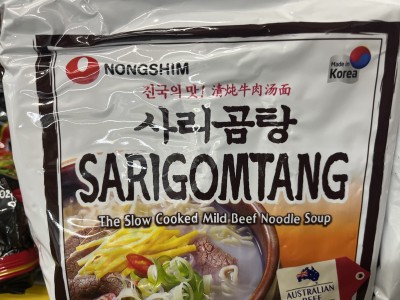 NONGSHIM
Made in
Korea
진국의 맛! 清炖牛肉汤面
사리곰탕
SARIGOMTANG
The Slow Cooked Mild Beef Noodle Soup
AUSTRALIAN
BEEF